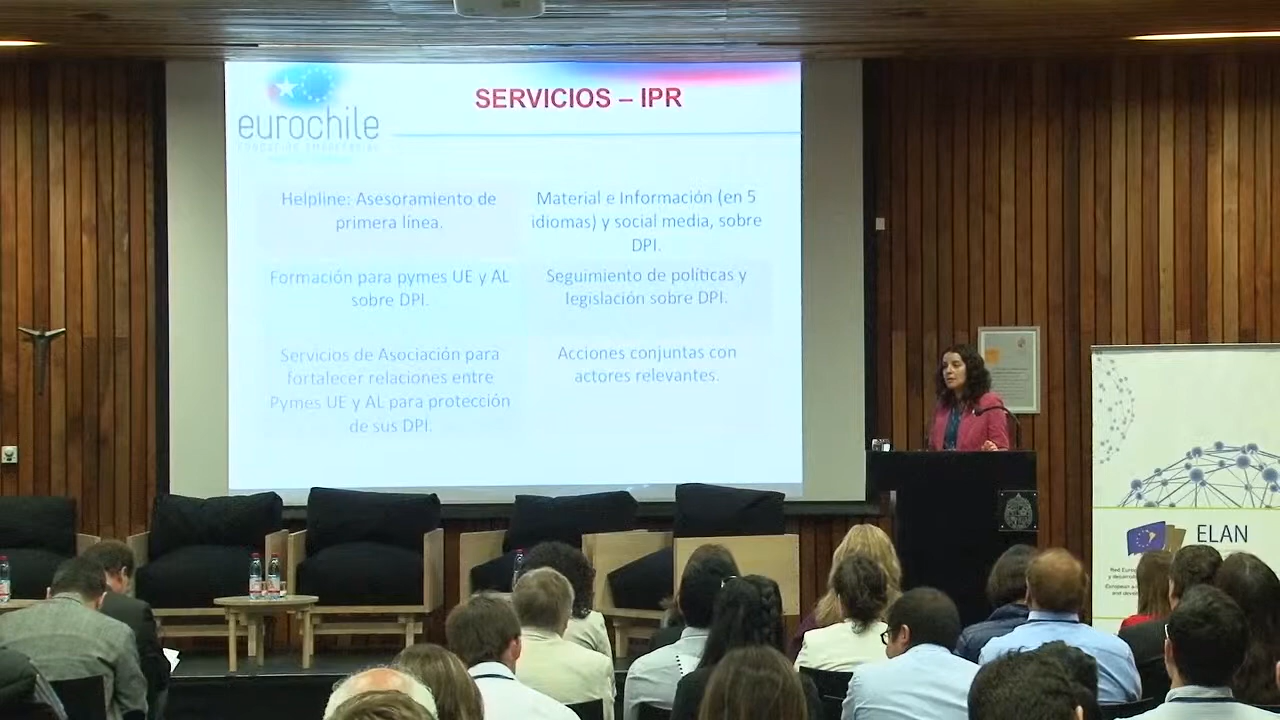 SERVICIOS – IPR
eurochile
FUNDACIÓN EMPRESARIAL
Helpline: Asesoramiento de
primera línea.
Material e Información (en 5
idiomas) y social media, sobre
DPI.
Formación para pymes UE y AL
sobre DPI.
Seguimiento de políticas y
legislación sobre DPI.
Servicios de Asociación para
fortalecer relaciones entre
Pymes UE y AL para protección
de sus DPI.
Acciones conjuntas con
actores relevantes.
ELAN